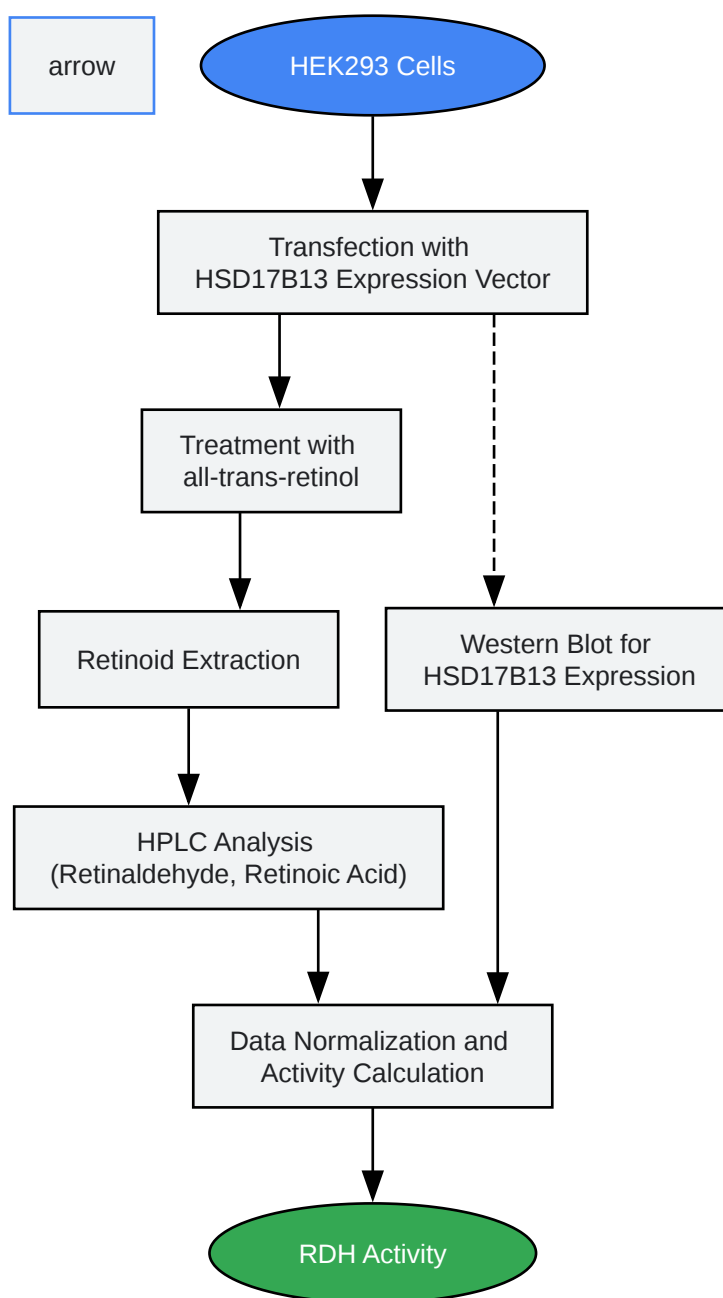 arrow
HEK293 Cells
Transfection with
HSD17B13 Expression Vector
Treatment with
all-trans-retinol
Retinoid Extraction
Western Blot for
HSD17B13 Expression
HPLC Analysis
(Retinaldehyde, Retinoic Acid)
Data Normalization and
Activity Calculation
RDH Activity